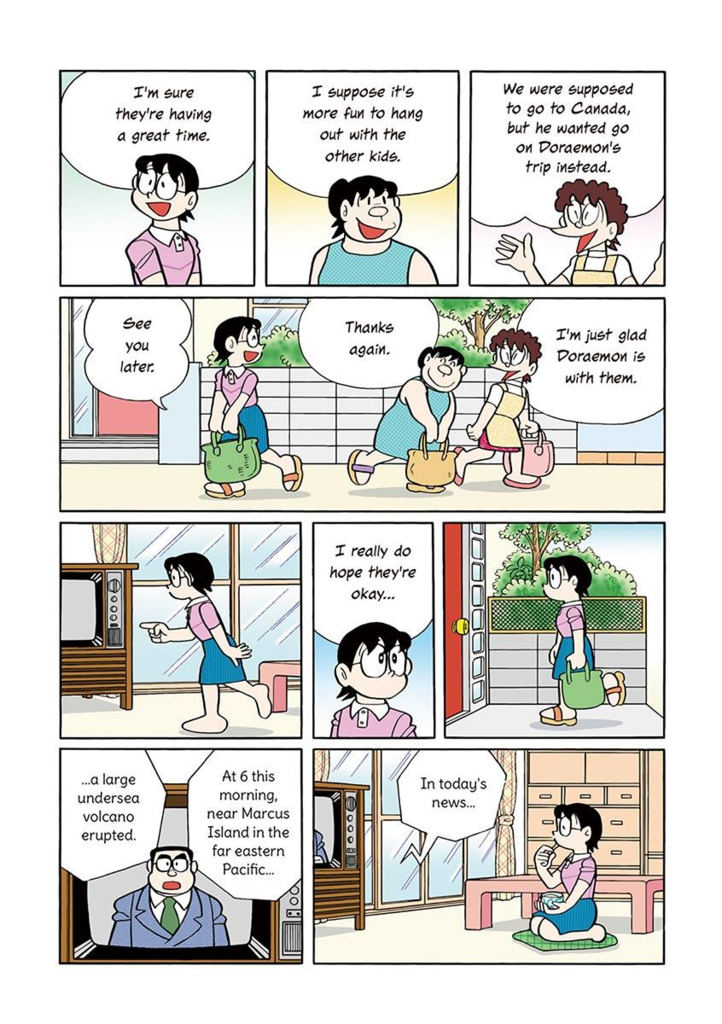 We were supposed
to go to Canada,
but he wanted go
on Doraemon's
trip instead.
I suppose it's
more fun to hang
out with the
other kids.
I'm sure
they're having
a great time.
I'm just glad
Doraemon is
with them.
Thanks
again.
See
you
later.
I really do
hope they're
okay...
In today's
news...
At 6 this
morning,
near Marcus
Island in the
far eastern
Pacific...
...a large
undersea
volcano
erupted.